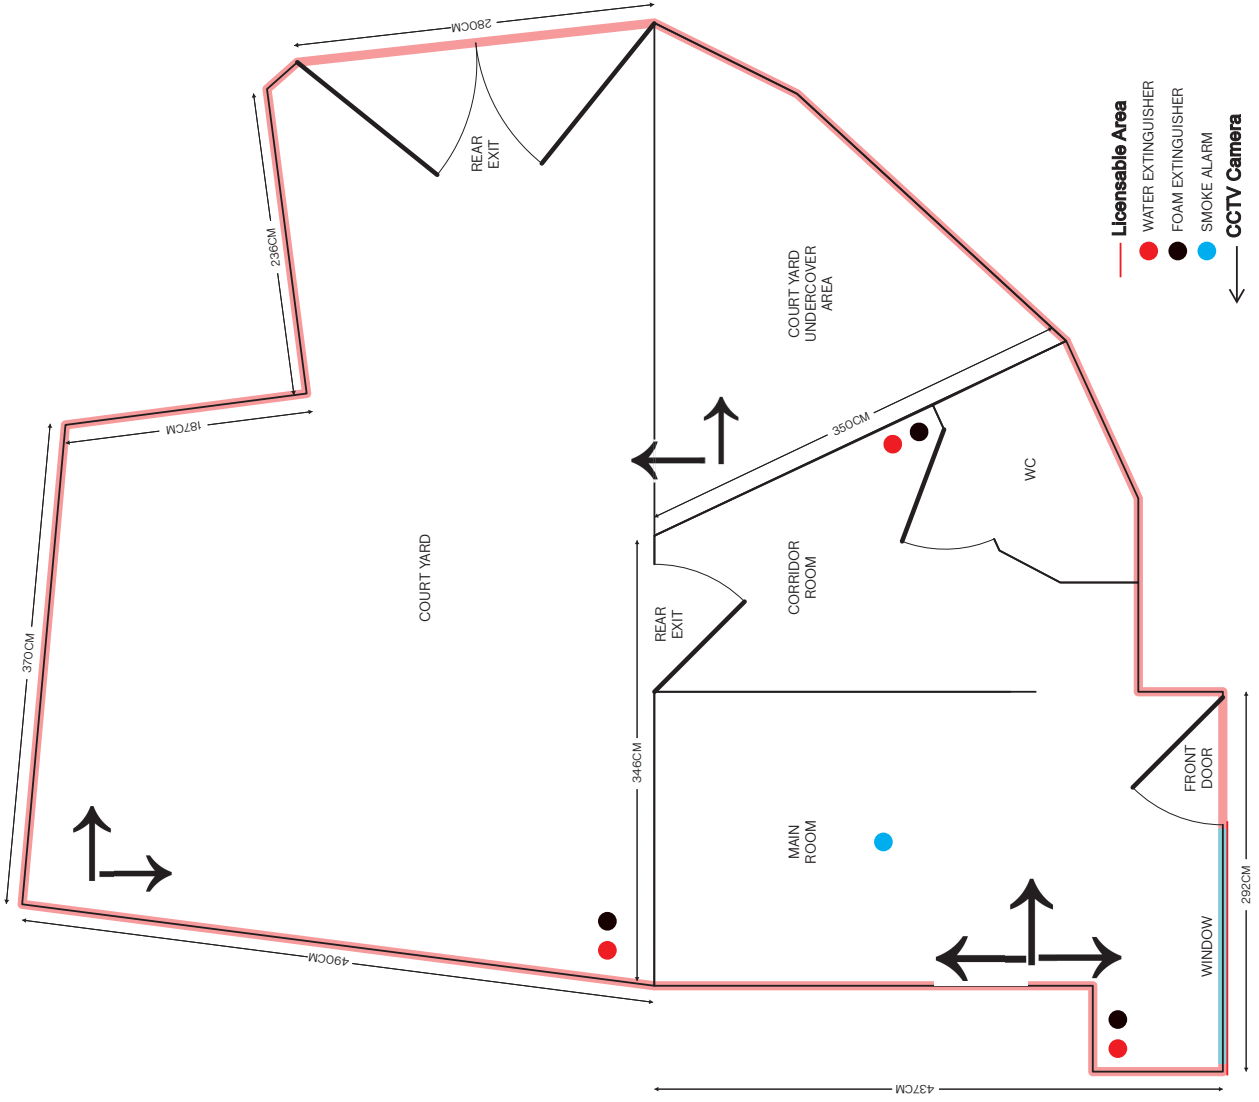 280CM
REAR
EXIT
236CM
187CM
COURT YARD
UNDERCOVER
AREA
350CM
WC
370CM
COURT YARD
CORRIDOR
ROOM
REAR
EXIT
346CM
FRONT
DOOR
MAIN
ROOM
292CM
WINDOW
490CM
437CM
Licensable Area
WATER EXTINGUISHER
FOAM EXTINGUISHER
SMOKE ALARM
CCTV Camera